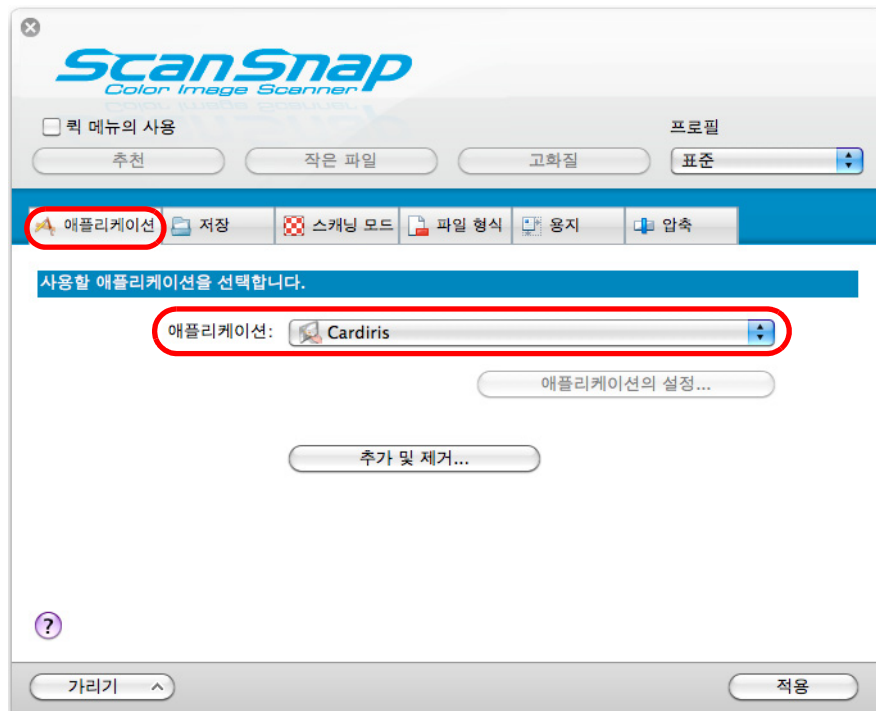 ScanSnap
Color Image Scanner
퀵 메뉴의 사용
프로필
추천 작은 파일 고화질 표준
애플리케이션 저장 스캐닝 모드 파일 형식 용지 압축
사용할 애플리케이션을 선택합니다.
애플리케이션: Cardiris
애플리케이션의 설정...
추가 및 제거...
?
가리기 적용